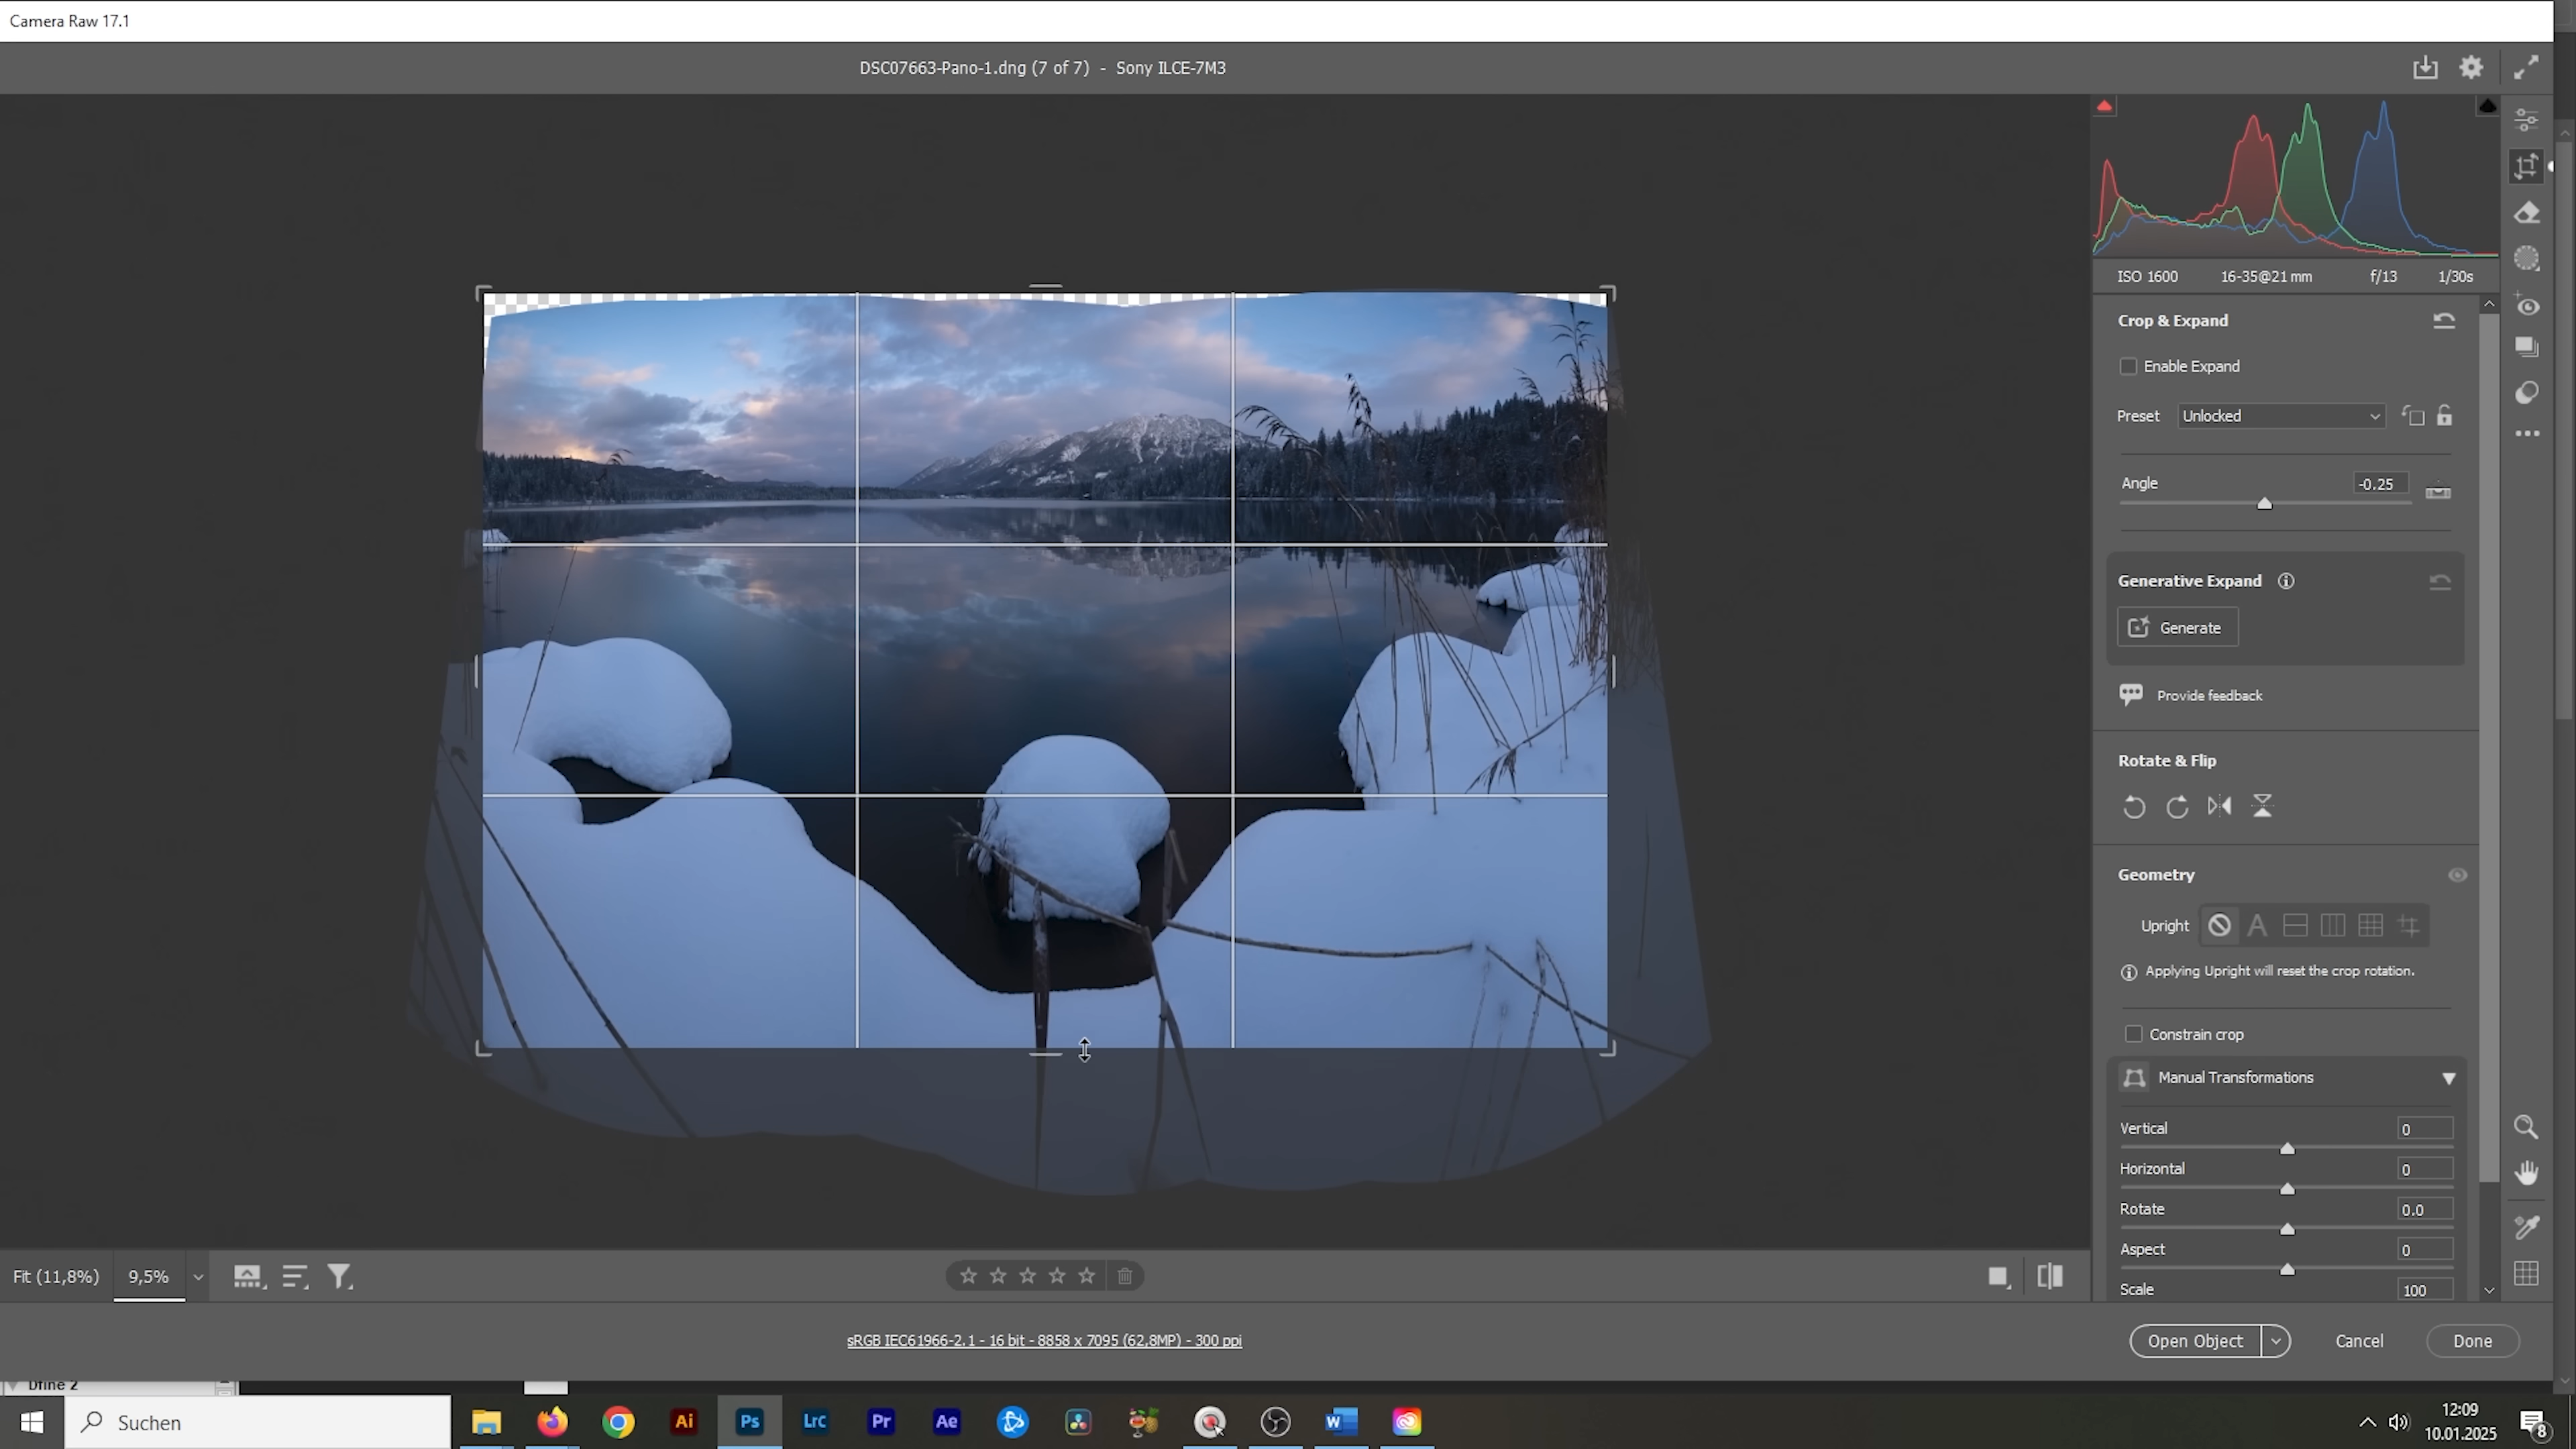 Camera Raw 17.1
DSC07663-Pano-1.dng (7 of 7) - Sony ILCE-7M3
ISO 1600 16-35@21 mm f/13 1/30s
Crop & Expand
Enable Expand
Preset Unlocked
Angle -0.25
Generative Expand
Generate
Provide feedback
Rotate & Flip
Geometry
Upright A
Applying Upright will reset the crop rotation.
Constrain crop
Manual Transformations
Vertical 0
Horizontal 0
Rotate 0.0
Aspect 0
Scale 100
Fit (11,8%) 9,5%
sRGB IEC61966-2.1 - 16 bit - 8858 x 7095 (62,8MP) - 300 ppi
Open Object Cancel Done
Dfine 2
Suchen
Ai Ps Lrc Pr Ae W
12:09
10.01.2025
8